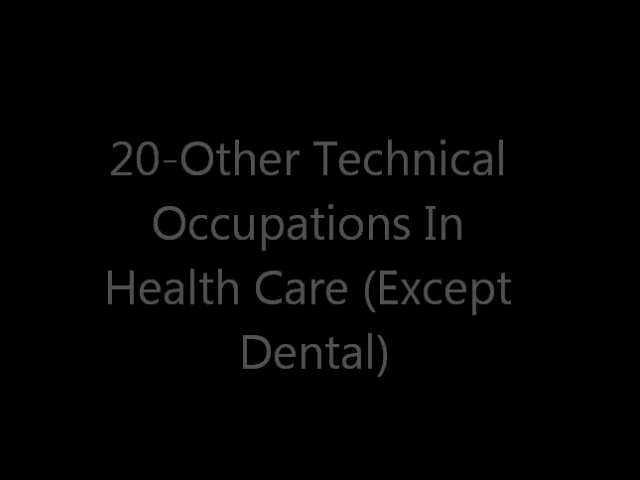 20-Other Technical
Occupations In
Health Care (Except
Dental)